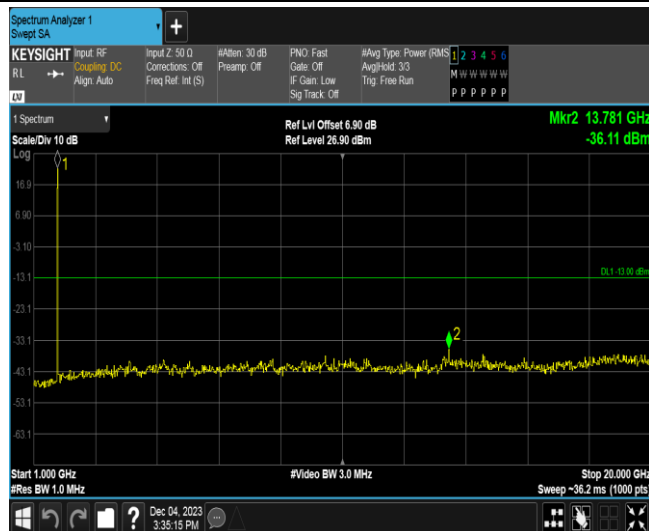 Spectrum Analyzer 1
Swept SA
+
KEYSIGHT
RL
LXI
Input: RF
Coupling: DC
Align: Auto
Input Z: 50 Ω
Corrections: Off
Freq Ref: Int (S)
#Atten: 30 dB
Preamp: Off
PNO: Fast
Gate: Off
IF Gain: Low
Sig Track: Off
#Avg Type: Power (RMS
Avg|Hold: 3/3
Trig: Free Run
1 2 3 4 5 6
M W W W W W
P P P P P P
1 Spectrum
Scale/Div 10 dB
Ref Lvl Offset 6.90 dB
Ref Level 26.90 dBm
Mkr2 13.781 GHz
-36.11 dBm
Log
1
16.9
6.90
-3.10
-13.1
DL1 -13.00 dBm
-23.1
-33.1
2
-43.1
-53.1
-63.1
Start 1.000 GHz
#Res BW 1.0 MHz
#Video BW 3.0 MHz
Stop 20.000 GHz
Sweep ~36.2 ms (1000 pts)
?
Dec 04, 2023
3:35:15 PM